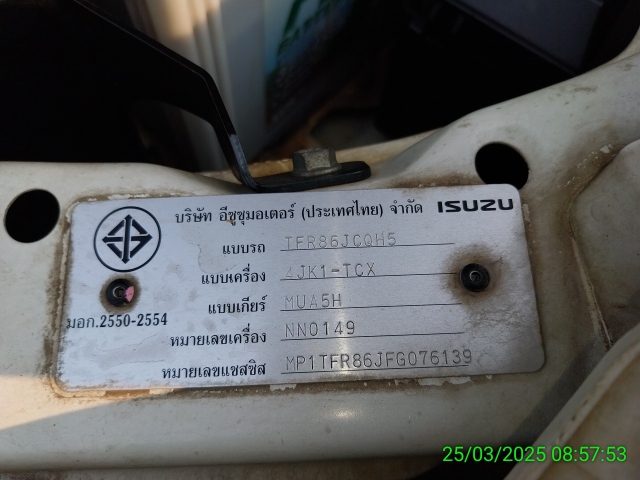 บริษัท อีซูซุมอเตอร์ (ประเทศไทย) จำกัด ISUZU
แบบรถ TFR86JCQH5
แบบเครื่อง 4JK1-TCX
แบบเกียร์ MUA5H
มอก.2550-2554
หมายเลขเครื่อง NN0149
หมายเลขแชสซิส MP1TFR86JFG076139
25/03/2025 08:57:53